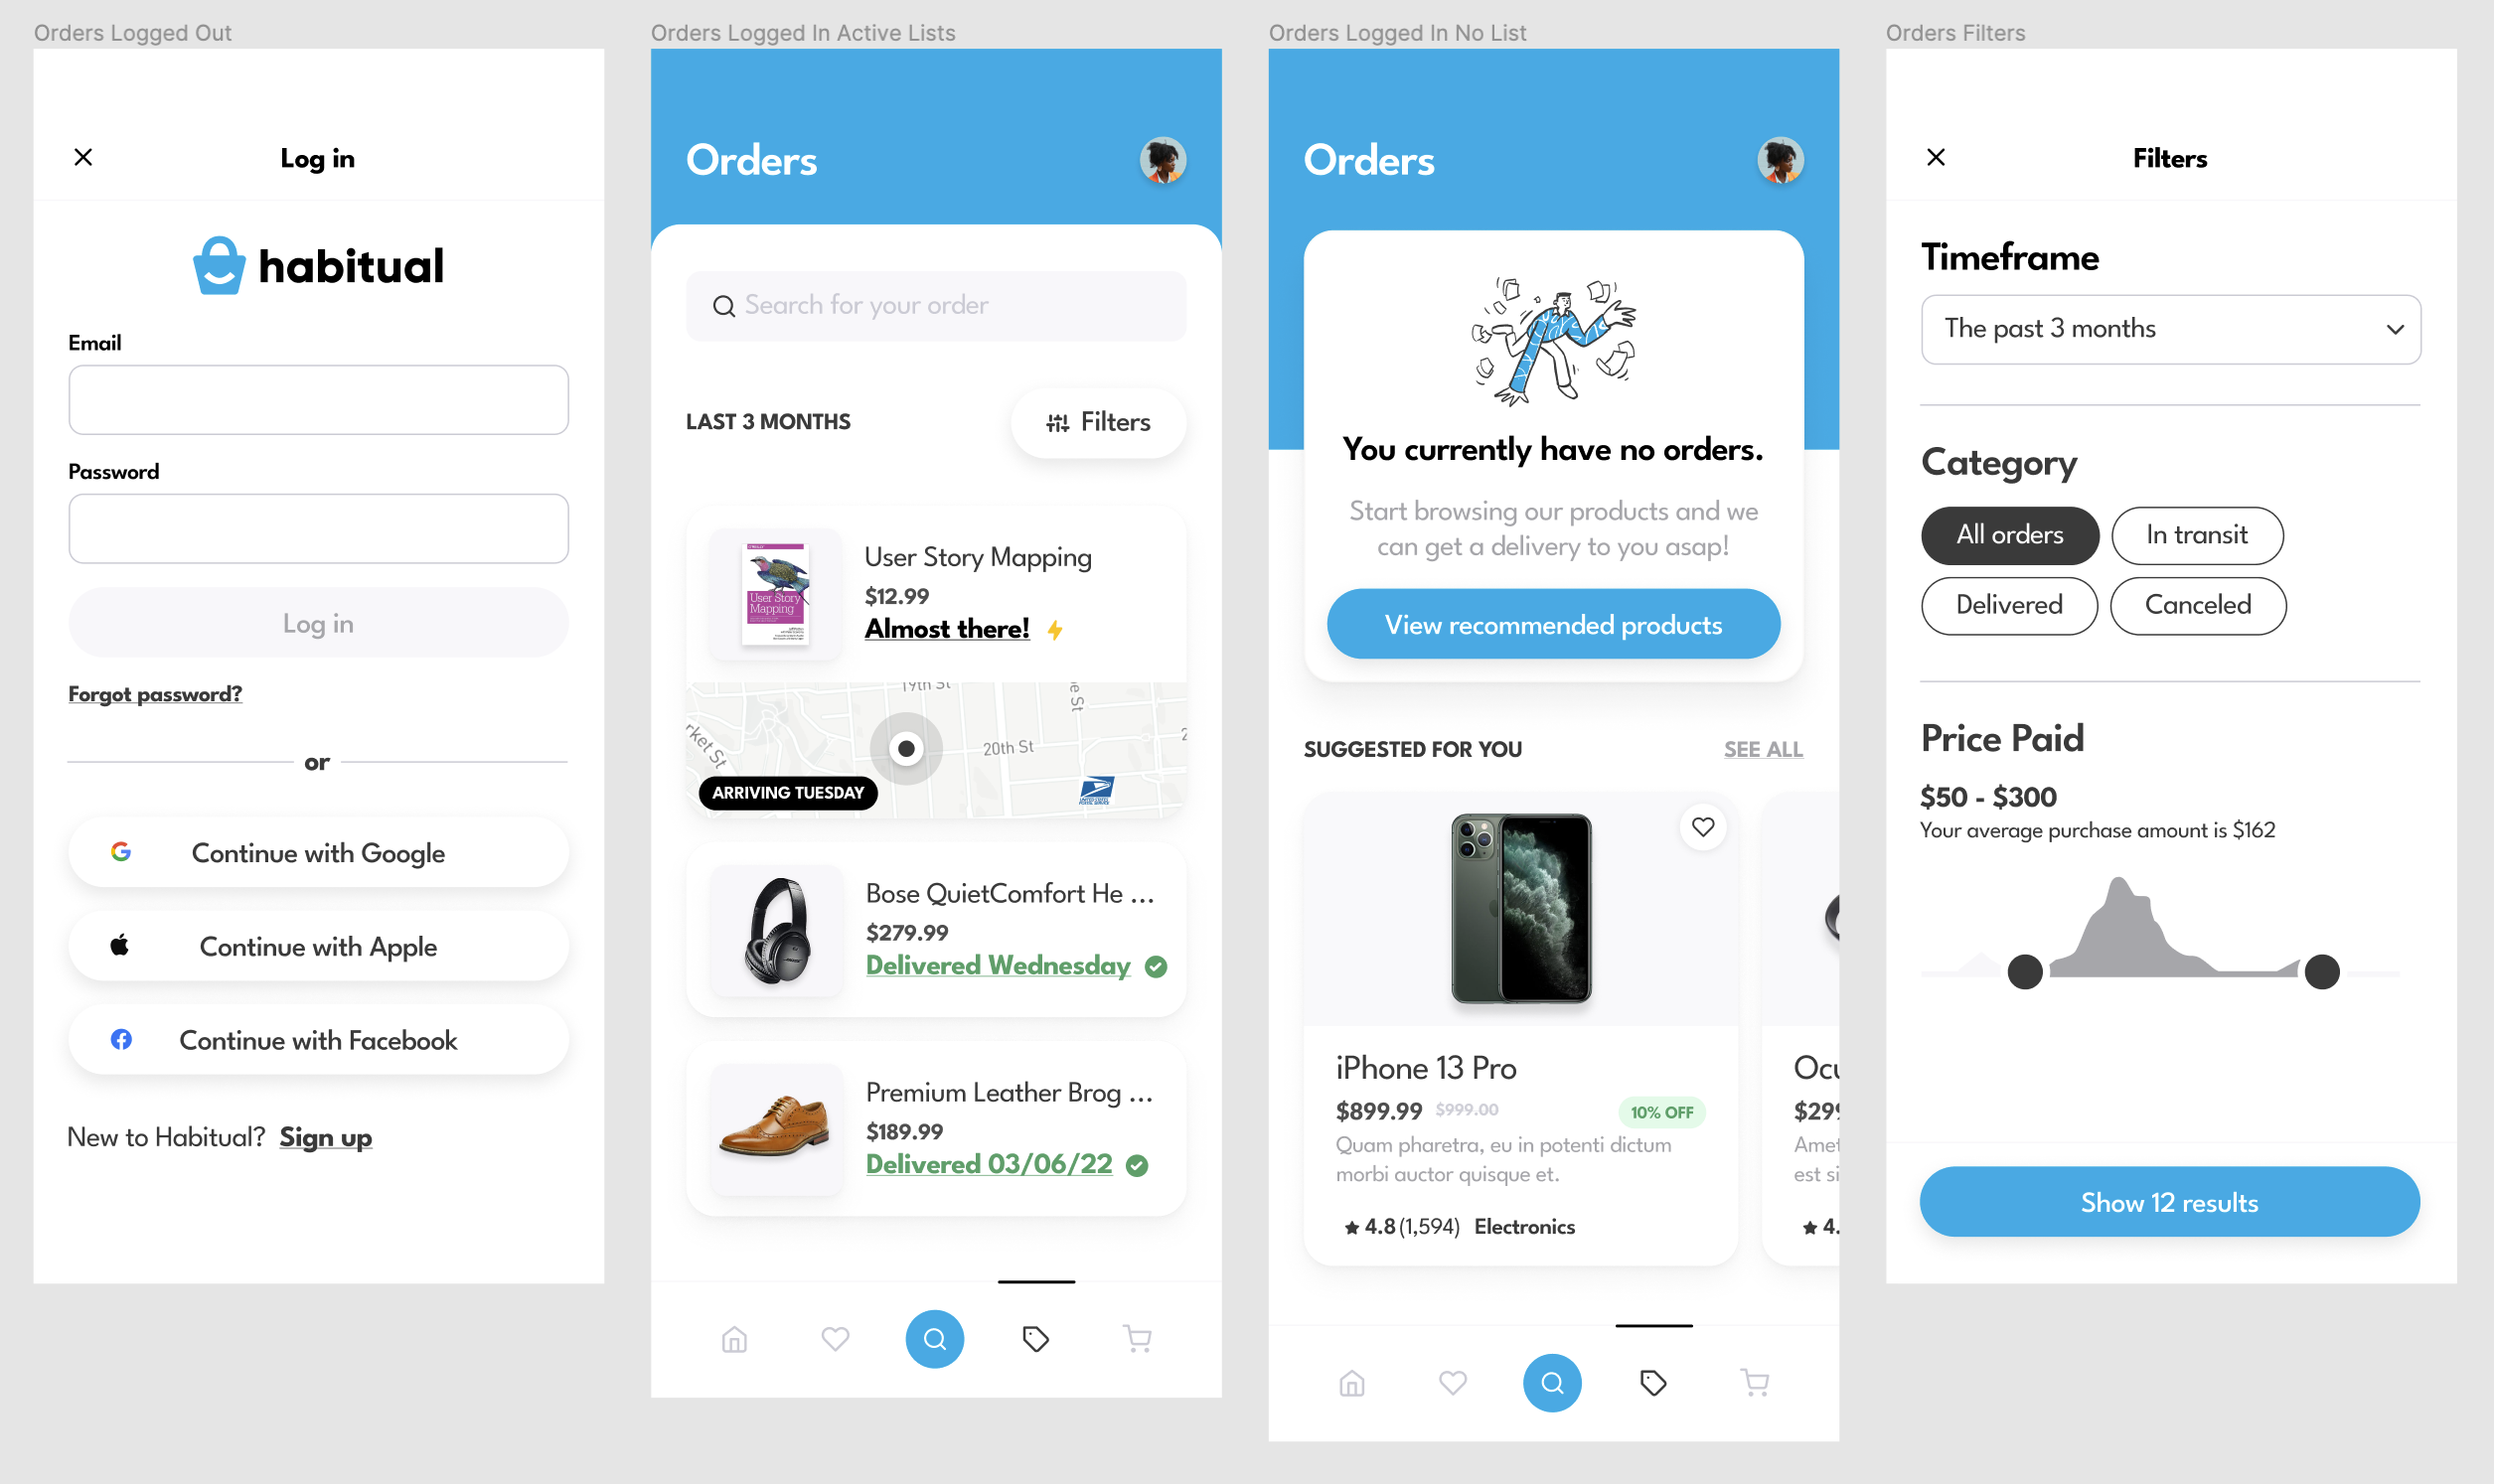 Orders Logged Out
Log in
habitual
Email
Password
Log in
Forgot password?
or
Continue with Google
Continue with Apple
Continue with Facebook
New to Habitual? Sign up
Orders Logged In Active Lists
Orders
Search for your order
LAST 3 MONTHS
Filters
User Story
Mapping
User Story Mapping
$12.99
Almost there!
19th St
rket St
e St
20th St
2
ARRIVING TUESDAY
Bose QuietComfort He ...
$279.99
Delivered Wednesday
Premium Leather Brog ...
$189.99
Delivered 03/06/22
Orders Logged In No List
Orders
You currently have no orders.
Start browsing our products and we
can get a delivery to you asap!
View recommended products
SUGGESTED FOR YOU
SEE ALL
iPhone 13 Pro
$899.99 $999.00
10% OFF
Quam pharetra, eu in potenti dictum
morbi auctor quisque et.
4.8 (1,594) Electronics
Ocu
$299
Amet
est si
4.
Orders Filters
Filters
Timeframe
The past 3 months
Category
All orders
In transit
Delivered
Canceled
Price Paid
$50 - $300
Your average purchase amount is $162
Show 12 results